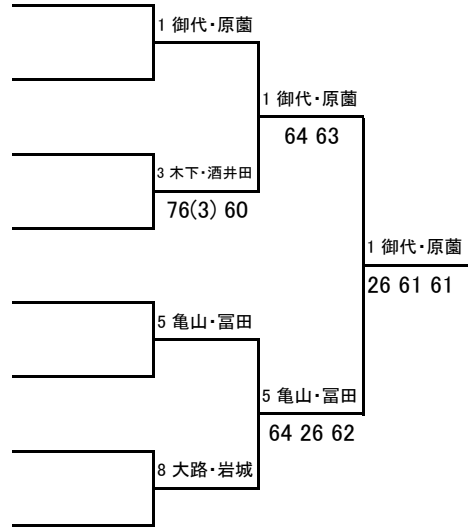 1 御代・原薗
1 御代・原薗
64 63
3 木下・酒井田
76(3) 60
1 御代・原薗
26 61 61
5 亀山・冨田
5 亀山・冨田
64 26 62
8 大路・岩城